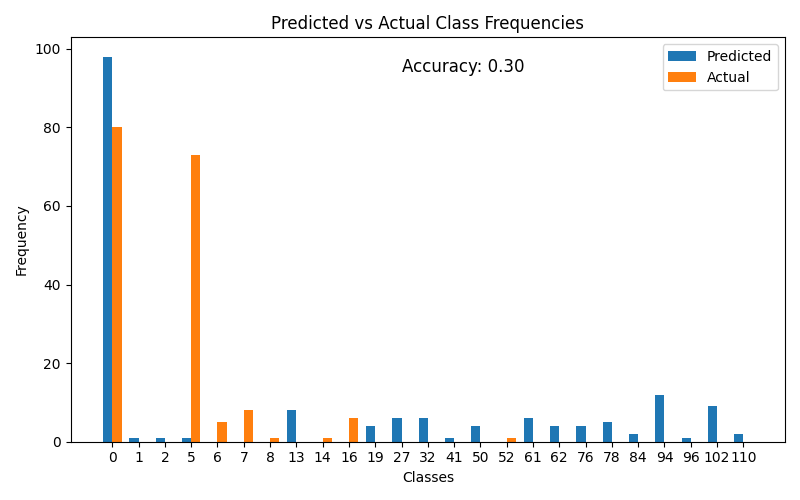 Predicted vs Actual Class Frequencies
Accuracy: 0.30
Predicted
Actual
Frequency
100
80
60
40
20
0
0 1 2 5 6 7 8 13 14 16 19 27 32 41 50 52 61 62 76 78 84 94 96 102 110
Classes